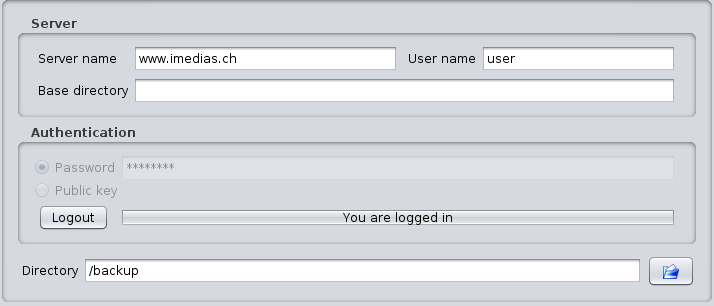 Server
Server name www.imedias.ch User name user
Base directory
Authentication
Password ********
Public key
Logout You are logged in
Directory /backup